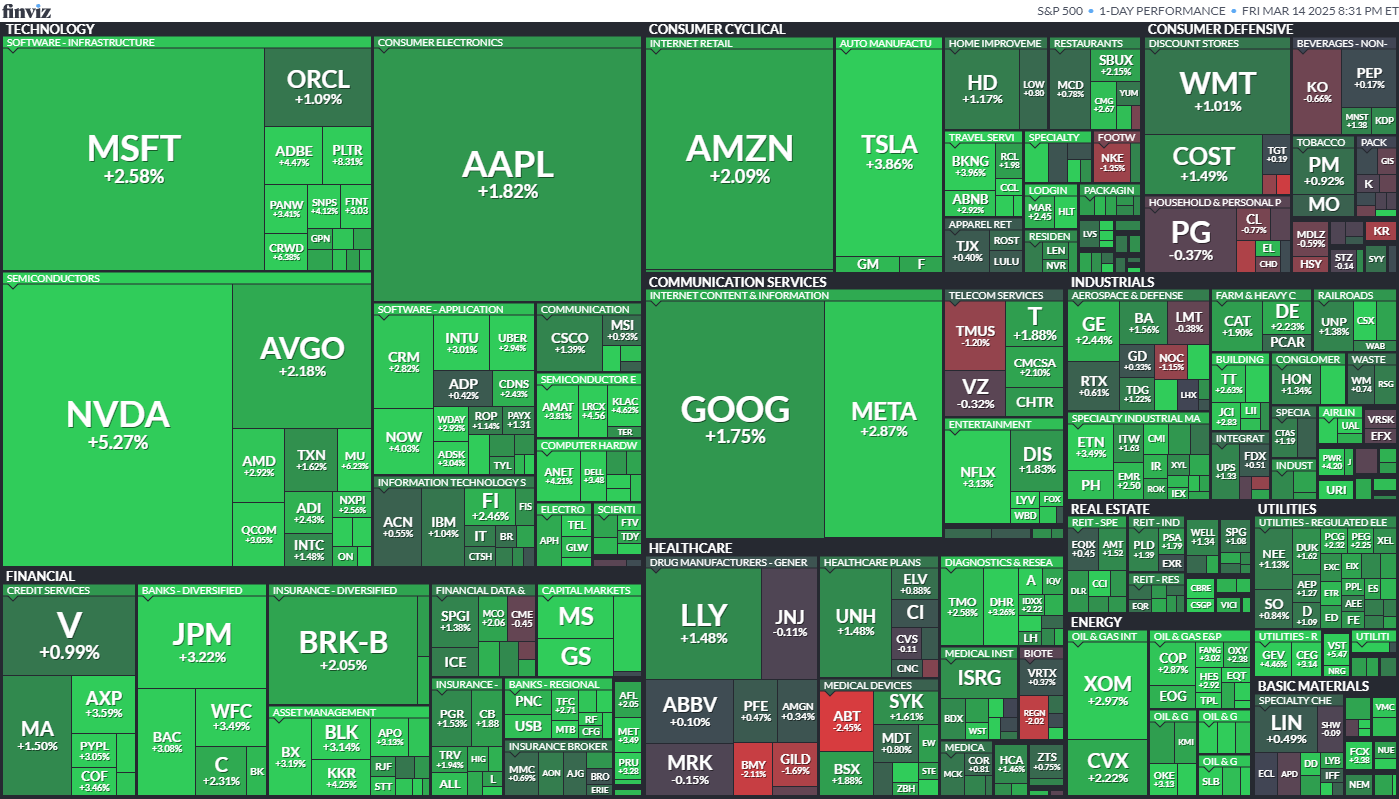 finviz
S&P 500 • 1-DAY PERFORMANCE • FRI MAR 14 2025 8:31 PM ET
TECHNOLOGY
SOFTWARE - INFRASTRUCTURE
MSFT
+2.58%
ORCL
+1.09%
ADBE
+4.47%
PLTR
+8.31%
PANW
+3.41%
SNPS
+4.12%
FTNT
+3.03
CRWD
+6.38%
GPN
CONSUMER ELECTRONICS
AAPL
+1.82%
SEMICONDUCTORS
NVDA
+5.27%
AVGO
+2.18%
AMD
+2.92%
TXN
+1.62%
MU
+6.23%
QCOM
+3.05%
ADI
+2.43%
NXPI
+2.56%
INTC
+1.48%
ON
SOFTWARE - APPLICATION
CRM
+2.82%
INTU
+3.01%
UBER
+2.94%
ADP
+0.42%
CDNS
+2.43%
NOW
+4.03%
WDAY
+2.93%
ROP
+1.14%
PAYX
+1.31
ADSK
+3.04%
TYL
COMMUNICATION
CSCO
+1.39%
MSI
+0.93%
SEMICONDUCTOR E
AMAT
+3.81%
LRCX
+4.56
KLAC
+4.62%
TER
COMPUTER HARDW
ANET
+4.21%
DELL
+3.48
INFORMATION TECHNOLOGY S
ACN
+0.55%
IBM
+1.04%
FI
+2.46%
FIS
IT
BR
CTSH
ELECTRO
APH
TEL
GLW
SCIENTI
FTV
TDY
CONSUMER CYCLICAL
INTERNET RETAIL
AMZN
+2.09%
AUTO MANUFACTU
TSLA
+3.86%
GM
F
HOME IMPROVEME
HD
+1.17%
LOW
+0.80
RESTAURANTS
MCD
+0.78%
SBUX
+2.15%
CMG
+2.67
YUM
TRAVEL SERVI
BKNG
+3.96%
RCL
+1.98
CCL
ABNB
+2.92%
SPECIALTY
FOOTW
NKE
-1.35%
LODGIN
MAR
+2.45
HLT
PACKAGIN
APPAREL RET
TJX
+0.40%
ROST
LULU
RESIDEN
LEN
NVR
LVS
CONSUMER DEFENSIVE
DISCOUNT STORES
WMT
+1.01%
COST
+1.49%
TGT
+0.19
BEVERAGES - NON-
KO
-0.66%
PEP
+0.17%
MNST
+1.38
KDP
TOBACCO
PM
+0.92%
MO
PACK
GIS
K
HOUSEHOLD & PERSONAL P
PG
-0.37%
CL
-0.77%
EL
CHD
MDLZ
-0.59%
HSY
STZ
-0.14
KR
SYY
COMMUNICATION SERVICES
INTERNET CONTENT & INFORMATION
GOOG
+1.75%
META
+2.87%
TELECOM SERVICES
TMUS
-1.20%
T
+1.88%
VZ
-0.32%
CMCSA
+2.10%
CHTR
ENTERTAINMENT
NFLX
+3.13%
DIS
+1.83%
LYV
FOX
WBD
INDUSTRIALS
AEROSPACE & DEFENSE
GE
+2.44%
BA
+1.56%
LMT
-0.38%
RTX
+0.61%
GD
+0.33%
NOC
-1.15%
TDG
+1.22%
LHX
FARM & HEAVY C
CAT
+1.90%
DE
+2.23%
PCAR
RAILROADS
UNP
+1.38%
CSX
WAB
BUILDING
TT
+2.63%
JCI
+2.83
LII
CONGLOMER
HON
+1.34%
WASTE
WM
+0.74
RSG
SPECIALTY INDUSTRIAL MA
ETN
+3.49%
ITW
+1.63
CMI
PH
EMR
+2.50
IR
XYL
ROK
IEX
INTEGRAT
UPS
+1.33
FDX
+0.51
SPECIA
CTAS
+1.19
AIRLIN
UAL
VRSK
EFX
INDUST
PWR
+4.20
J
URI
REAL ESTATE
REIT - SPE
EQIX
+0.45
AMT
+1.52
DLR
CCI
REIT - IND
PLD
+1.39
PSA
+1.79
EXR
REIT - RES
EQR
WELL
+1.34
SPG
+1.08
CBRE
CSGP
VICI
UTILITIES
UTILITIES - REGULATED ELE
NEE
+1.13%
DUK
+1.62
PCG
+2.32
PEG
+2.25
XEL
EXC
EIX
SO
+0.84%
AEP
+1.27
ETR
PPL
ES
D
+1.09
AEE
ED
FE
UTILITIES - R
GEV
+4.46%
CEG
+3.14
VST
+5.47
NRG
UTILITI
HEALTHCARE
DRUG MANUFACTURERS - GENER
LLY
+1.48%
JNJ
-0.11%
ABBV
+0.10%
PFE
+0.47%
AMGN
+0.34%
MRK
-0.15%
BMY
-2.11%
GILD
-1.69%
HEALTHCARE PLANS
UNH
+1.48%
ELV
+0.88%
CI
CVS
-0.11
CNC
MEDICAL DEVICES
ABT
-2.45%
SYK
+1.61%
MDT
+0.80%
EW
BSX
+1.88%
STE
ZBH
DIAGNOSTICS & RESEA
TMO
+2.58%
DHR
+3.26%
A
IQV
IDXX
+2.22
LH
MEDICAL INST
ISRG
BDX
WST
BIOTE
VRTX
+0.37%
REGN
-2.02
MEDICA
MCK
COR
+0.81
HCA
+1.46%
ZTS
+0.75%
ENERGY
OIL & GAS INT
XOM
+2.97%
CVX
+2.22%
OIL & GAS E&P
COP
+2.87%
FANG
+3.02
OXY
+2.38
EOG
HES
+2.92
EQT
TPL
OIL & G
KMI
OKE
+3.13
OIL & G
OIL & G
SLB
BASIC MATERIALS
SPECIALTY CHE
LIN
+0.49%
SHW
-0.09
ECL
APD
DD
LYB
IFF
VMC
FCX
+3.38
NUE
NEM
FINANCIAL
CREDIT SERVICES
V
+0.99%
MA
+1.50%
AXP
+3.59%
PYPL
+3.05%
COF
+3.46%
BANKS - DIVERSIFIED
JPM
+3.22%
BAC
+3.08%
WFC
+3.49%
C
+2.31%
BK
INSURANCE - DIVERSIFIED
BRK-B
+2.05%
ASSET MANAGEMENT
BX
+3.19%
BLK
+3.14%
KKR
+4.25%
APO
+3.13%
RJF
STT
FINANCIAL DATA &
SPGI
+1.38%
MCO
+2.06
CME
-0.45
ICE
CAPITAL MARKETS
MS
GS
INSURANCE -
PGR
+1.53%
CB
+1.88
TRV
+1.94%
HIG
ALL
L
BANKS - REGIONAL
PNC
TFC
+2.71
USB
MTB
RF
CFG
INSURANCE BROKER
MMC
+0.69%
AON
AJG
BRO
ERIE
AFL
+2.05
MET
+3.49
PRU
+3.28